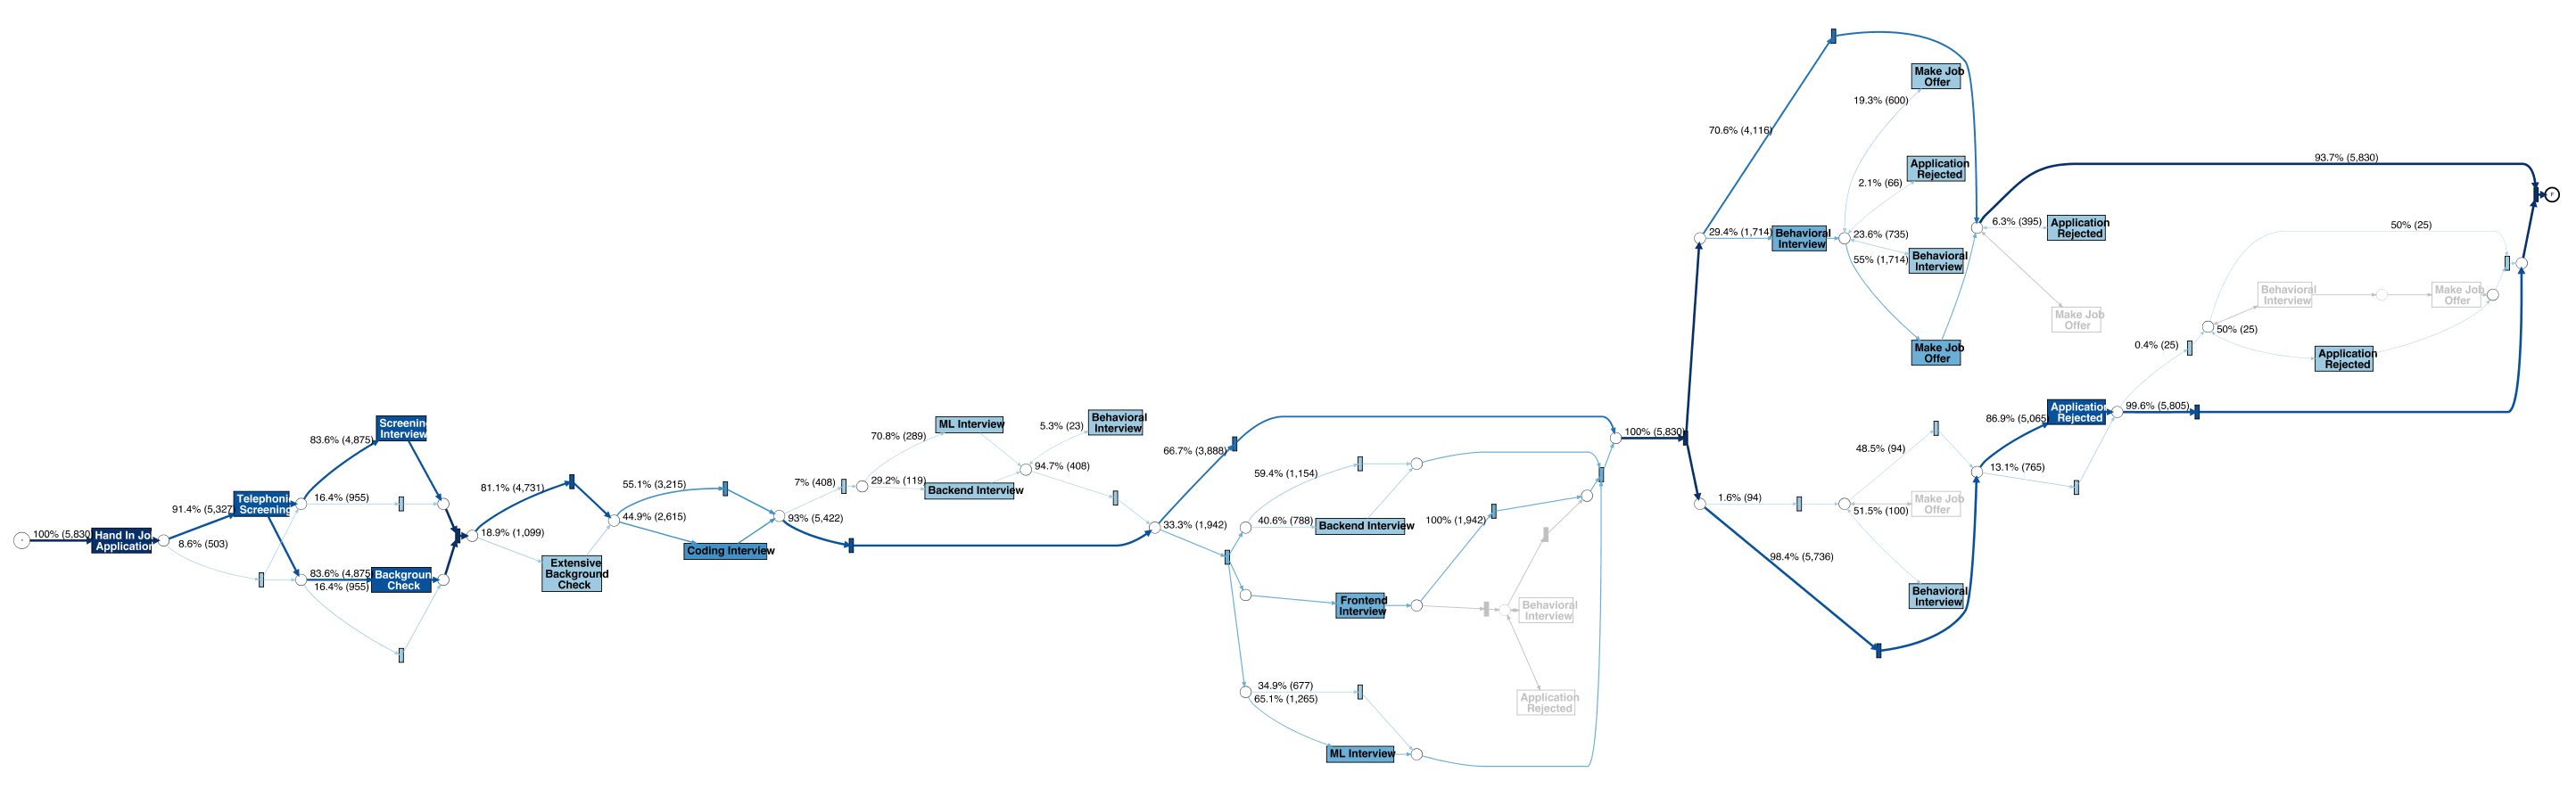 100% (5,830)
Hand In Jo
Application
91.4% (5,327
8.6% (503)
Telephoni
Screening
83.6% (4,875)
16.4% (955)
Screenin
Interview
83.6% (4,875
16.4% (955)
Backgroun
Check
81.1% (4,731)
18.9% (1,099)
Extensive
Background
Check
55.1% (3,215)
44.9% (2,615)
Coding Interview
7% (408)
93% (5,422)
70.8% (289)
29.2% (119)
ML Interview
Backend Interview
5.3% (23)
94.7% (408)
Behavioral
Interview
66.7% (3,888)
33.3% (1,942)
59.4% (1,154)
40.6% (788)
Backend Interview
100% (1,942)
Frontend
Interview
Behavioral
Interview
Application
Rejected
34.9% (677)
65.1% (1,265)
ML Interview
100% (5,830)
70.6% (4,116)
29.4% (1,714)
Behavioral
Interview
19.3% (600)
Make Job
Offer
2.1% (66)
Application
Rejected
23.6% (735)
55% (1,714)
Behavioral
Interview
Make Job
Offer
93.7% (5,830)
6.3% (395)
Application
Rejected
Make Job
Offer
1.6% (94)
98.4% (5,736)
48.5% (94)
51.5% (100)
Make Job
Offer
Behavioral
Interview
86.9% (5,065
13.1% (765)
Application
Rejected
0.4% (25)
99.6% (5,805)
50% (25)
50% (25)
Behavioral
Interview
Make Job
Offer
Application
Rejected
F